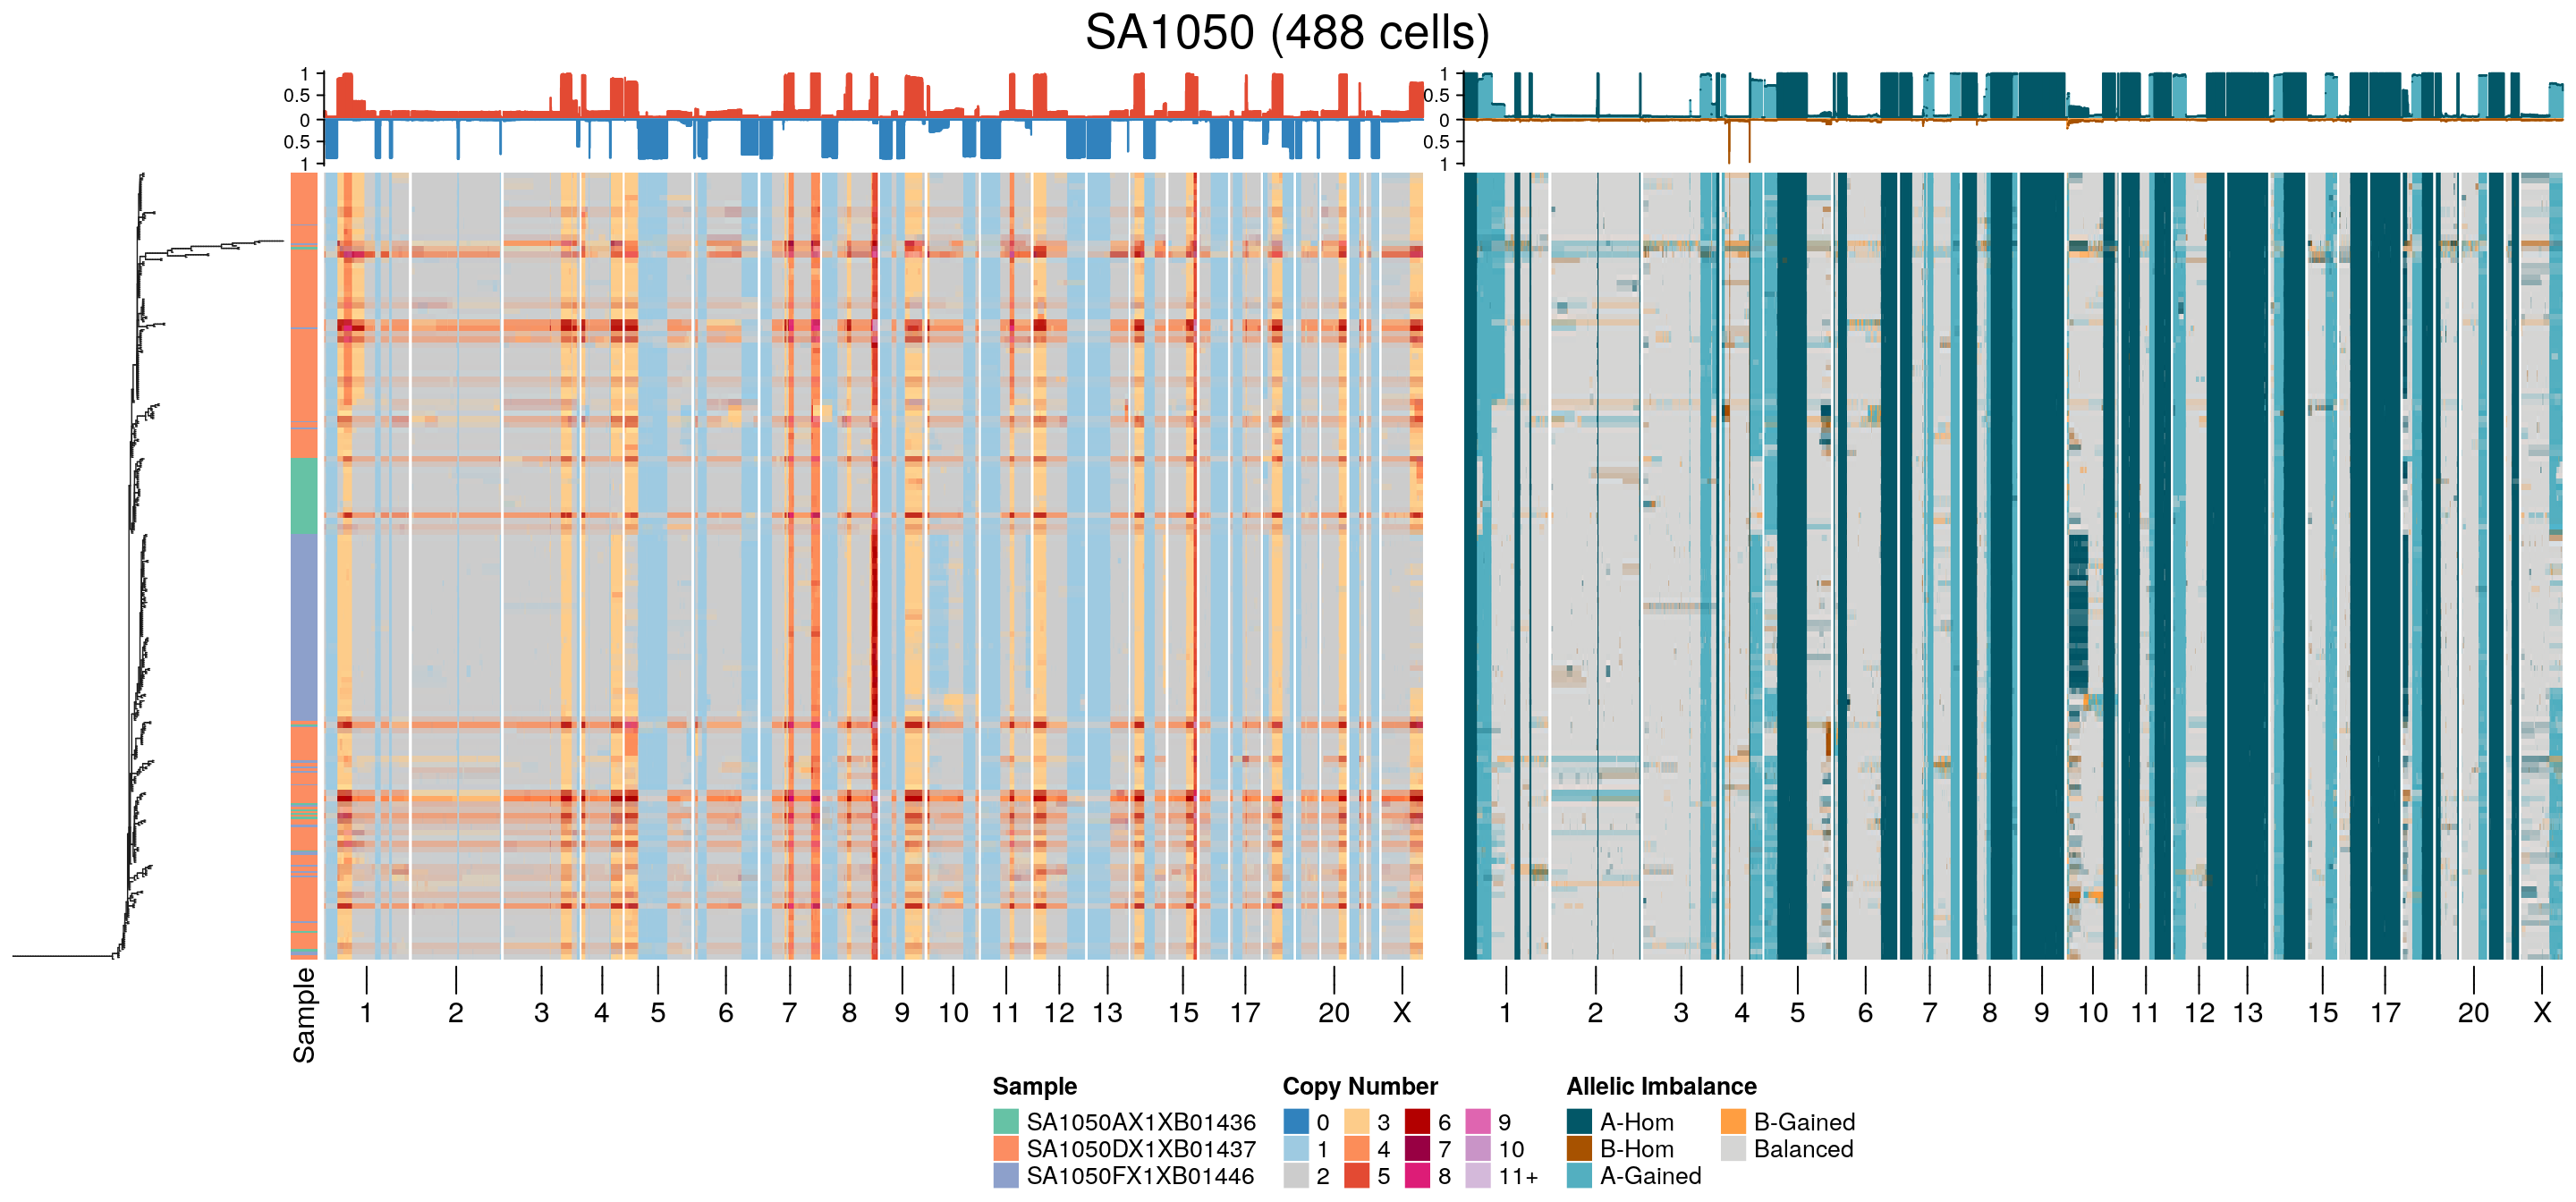 SA1050 (488 cells)
1
0.5
0
0.5
1
1
0.5
0
0.5
1
Sample
1 2 3 4 5 6 7 8 9 10 11 12 13 15 17 20 X
1 2 3 4 5 6 7 8 9 10 11 12 13 15 17 20 X
Sample
SA1050AX1XB01436
SA1050DX1XB01437
SA1050FX1XB01446
Copy Number
0 3 6 9
1 4 7 10
2 5 8 11+
Allelic Imbalance
A-Hom B-Gained
B-Hom Balanced
A-Gained